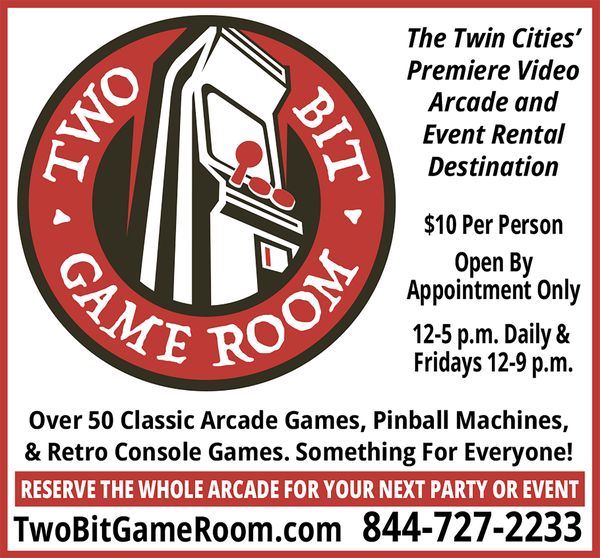 TWO BIT
GAME ROOM
The Twin Cities’
Premiere Video
Arcade and
Event Rental
Destination
$10 Per Person
Open By
Appointment Only
12-5 p.m. Daily &
Fridays 12-9 p.m.
Over 50 Classic Arcade Games, Pinball Machines,
& Retro Console Games. Something For Everyone!
RESERVE THE WHOLE ARCADE FOR YOUR NEXT PARTY OR EVENT
TwoBitGameRoom.com 844-727-2233